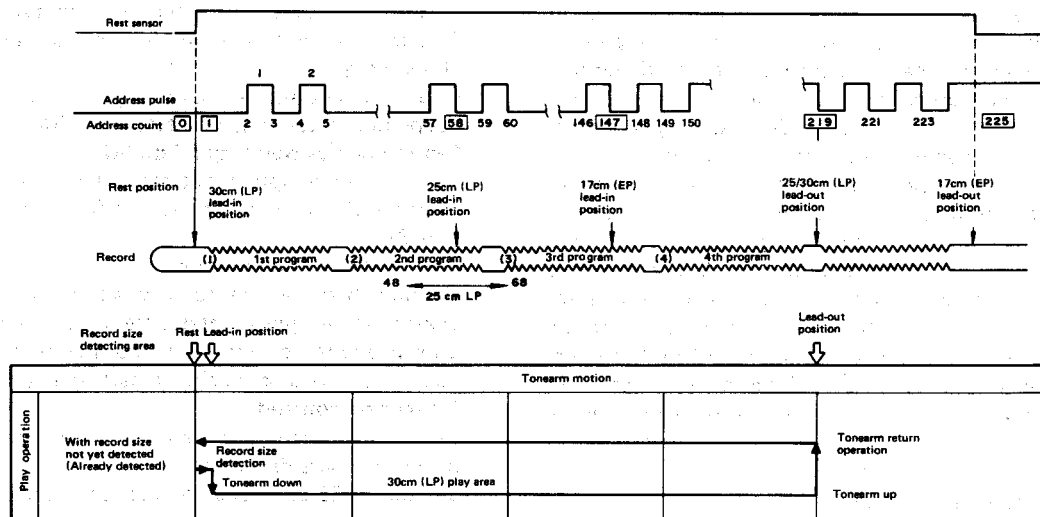 Rest sensor
1 2
Address pulse
Address count 0 1 2 3 4 5 57 58 59 60 146 147 148 149 150 219 221 223 225
Rest position
30cm (LP)
lead-in
position
25cm (LP)
lead-in
position
17cm (EP)
lead-in
position
25/30cm (LP)
lead-out
position
17cm (EP)
lead-out
position
Record (1) 1st program (2) 2nd program (3) 3rd program (4) 4th program
48 68
25 cm LP
Record size
detecting area
Rest Lead-in position
Lead-out
position
Tonearm motion
Play operation
With record size
not yet detected
(Already detected)
Record size
detection
Tonearm down
30cm (LP) play area
Tonearm return
operation
Tonearm up